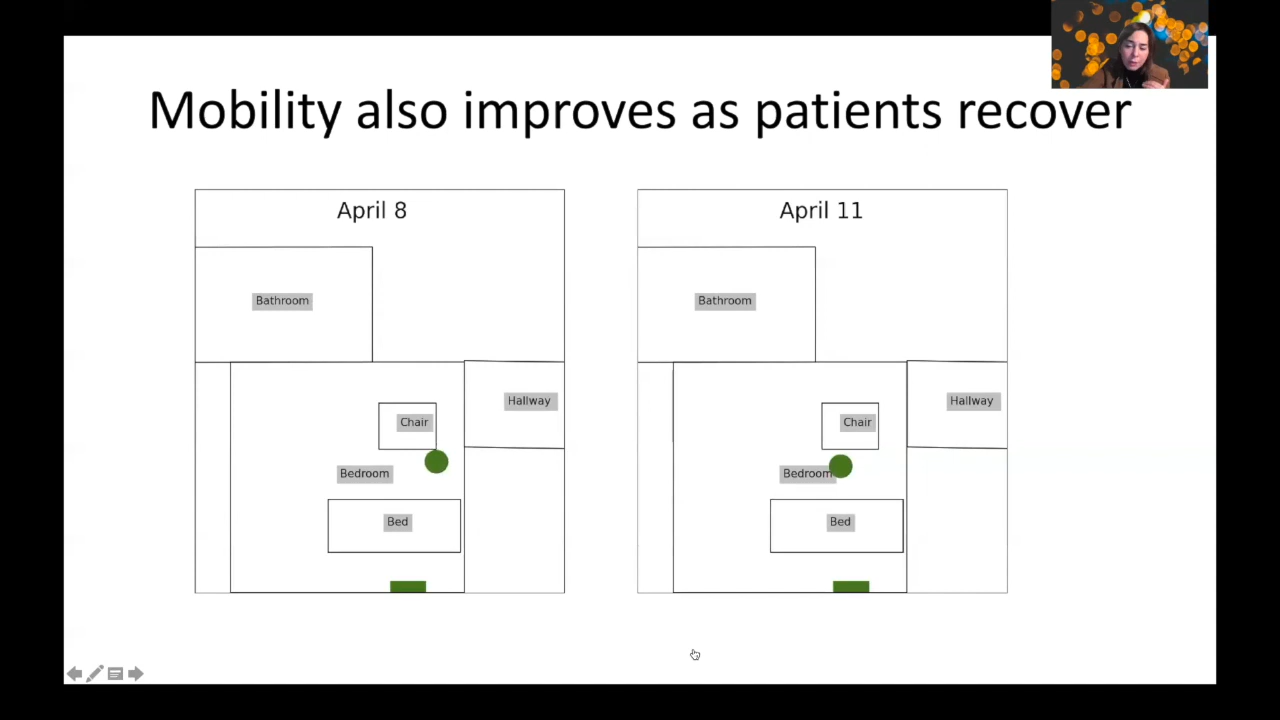 Mobility also improves as patients recover
April 8
Bathroom
Hallway
Chair
Bedroom
Bed
April 11
Bathroom
Hallway
Chair
Bedroom
Bed